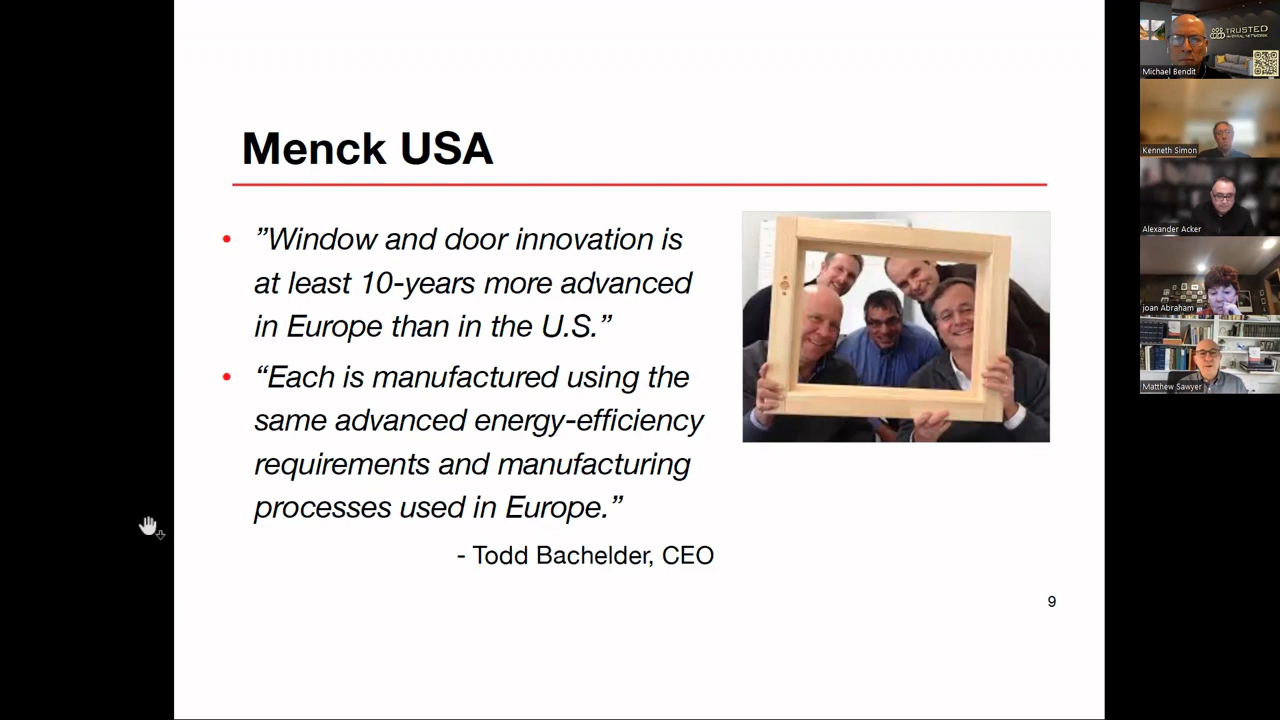 Menck USA
”Window and door innovation is
at least 10-years more advanced
in Europe than in the U.S.”
“Each is manufactured using the
same advanced energy-efficiency
requirements and manufacturing
processes used in Europe.”
- Todd Bachelder, CEO
9
TRUSTED
Michael Bendit
Kenneth Simon
Alexander Acker
joan Abraham
Matthew Sawyer